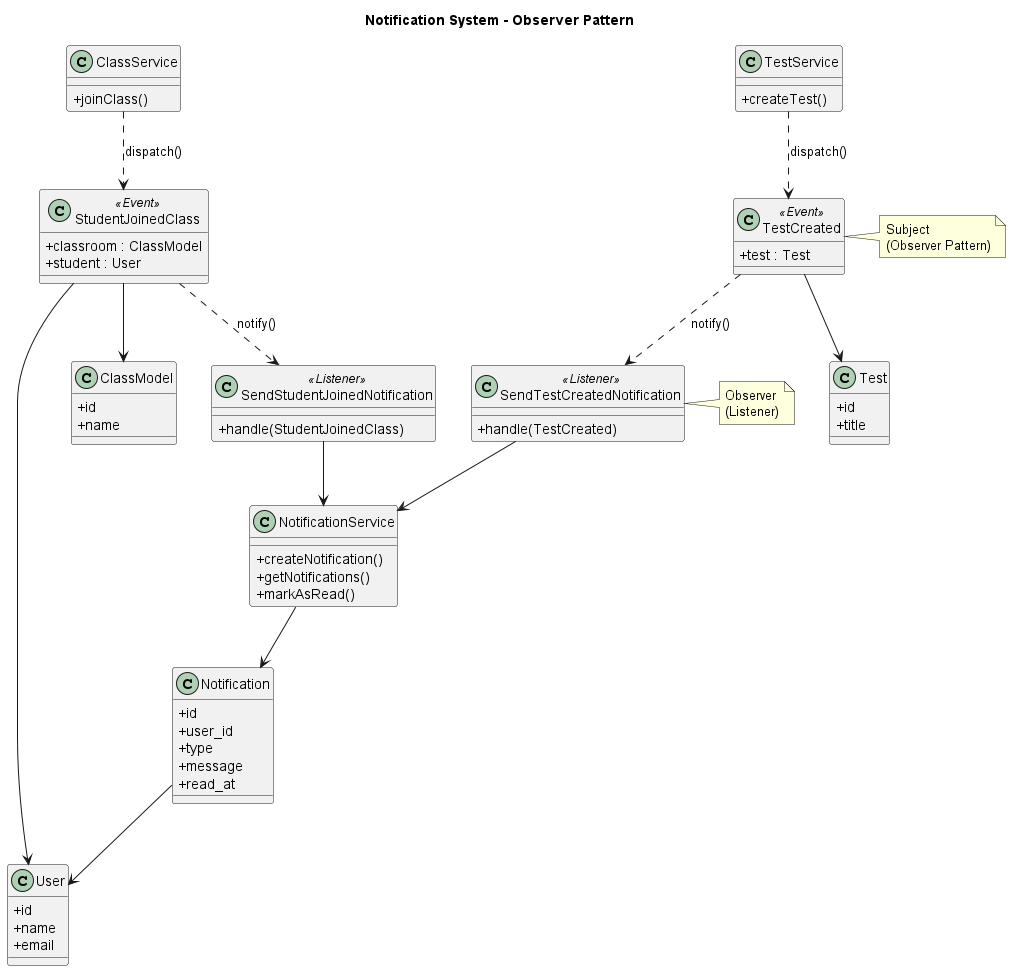 Notification System - Observer Pattern
C ClassService
+joinClass()
C TestService
+createTest()
dispatch()
dispatch()
«Event»
C StudentJoinedClass
+classroom : ClassModel
+student : User
«Event»
C TestCreated
+test : Test
Subject
(Observer Pattern)
notify()
notify()
C ClassModel
+id
+name
«Listener»
C SendStudentJoinedNotification
+handle(StudentJoinedClass)
«Listener»
C SendTestCreatedNotification
+handle(TestCreated)
Observer
(Listener)
C Test
+id
+title
C NotificationService
+createNotification()
+getNotifications()
+markAsRead()
C Notification
+id
+user_id
+type
+message
+read_at
C User
+id
+name
+email